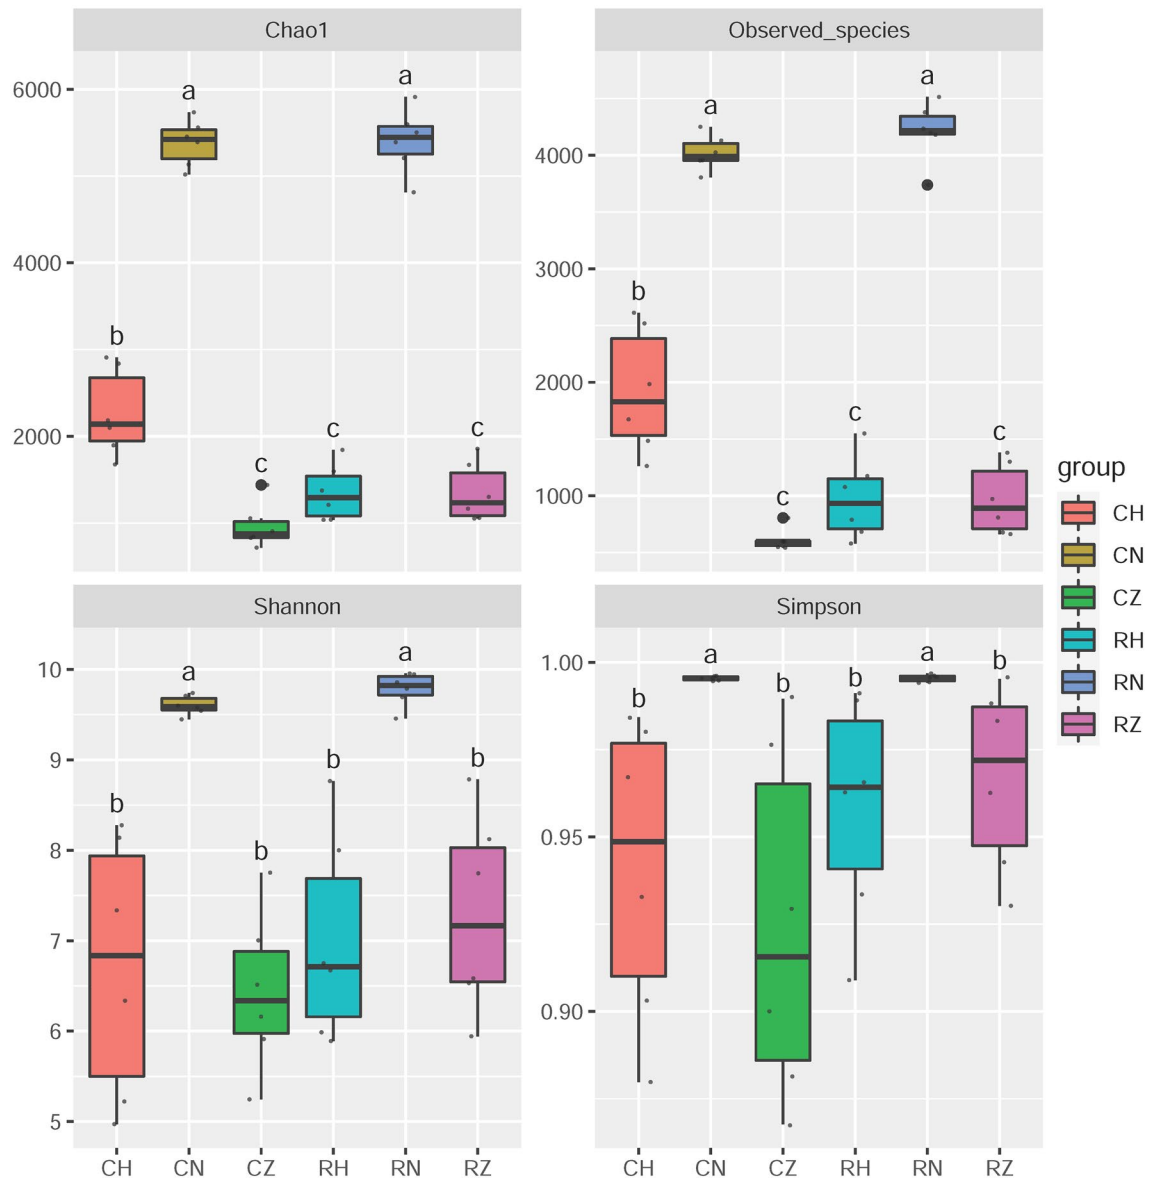 Chao1
Observed_species
6000
4000
2000
a
a
b
c
c
c
4000
3000
2000
1000
a
a
b
c
c
c
Shannon
Simpson
10
9
8
7
6
5
a
a
b
b
b
b
1.00
0.95
0.90
a
a
b
b
b
b
CH
CN
CZ
RH
RN
RZ
CH
CN
CZ
RH
RN
RZ
group
CH
CN
CZ
RH
RN
RZ